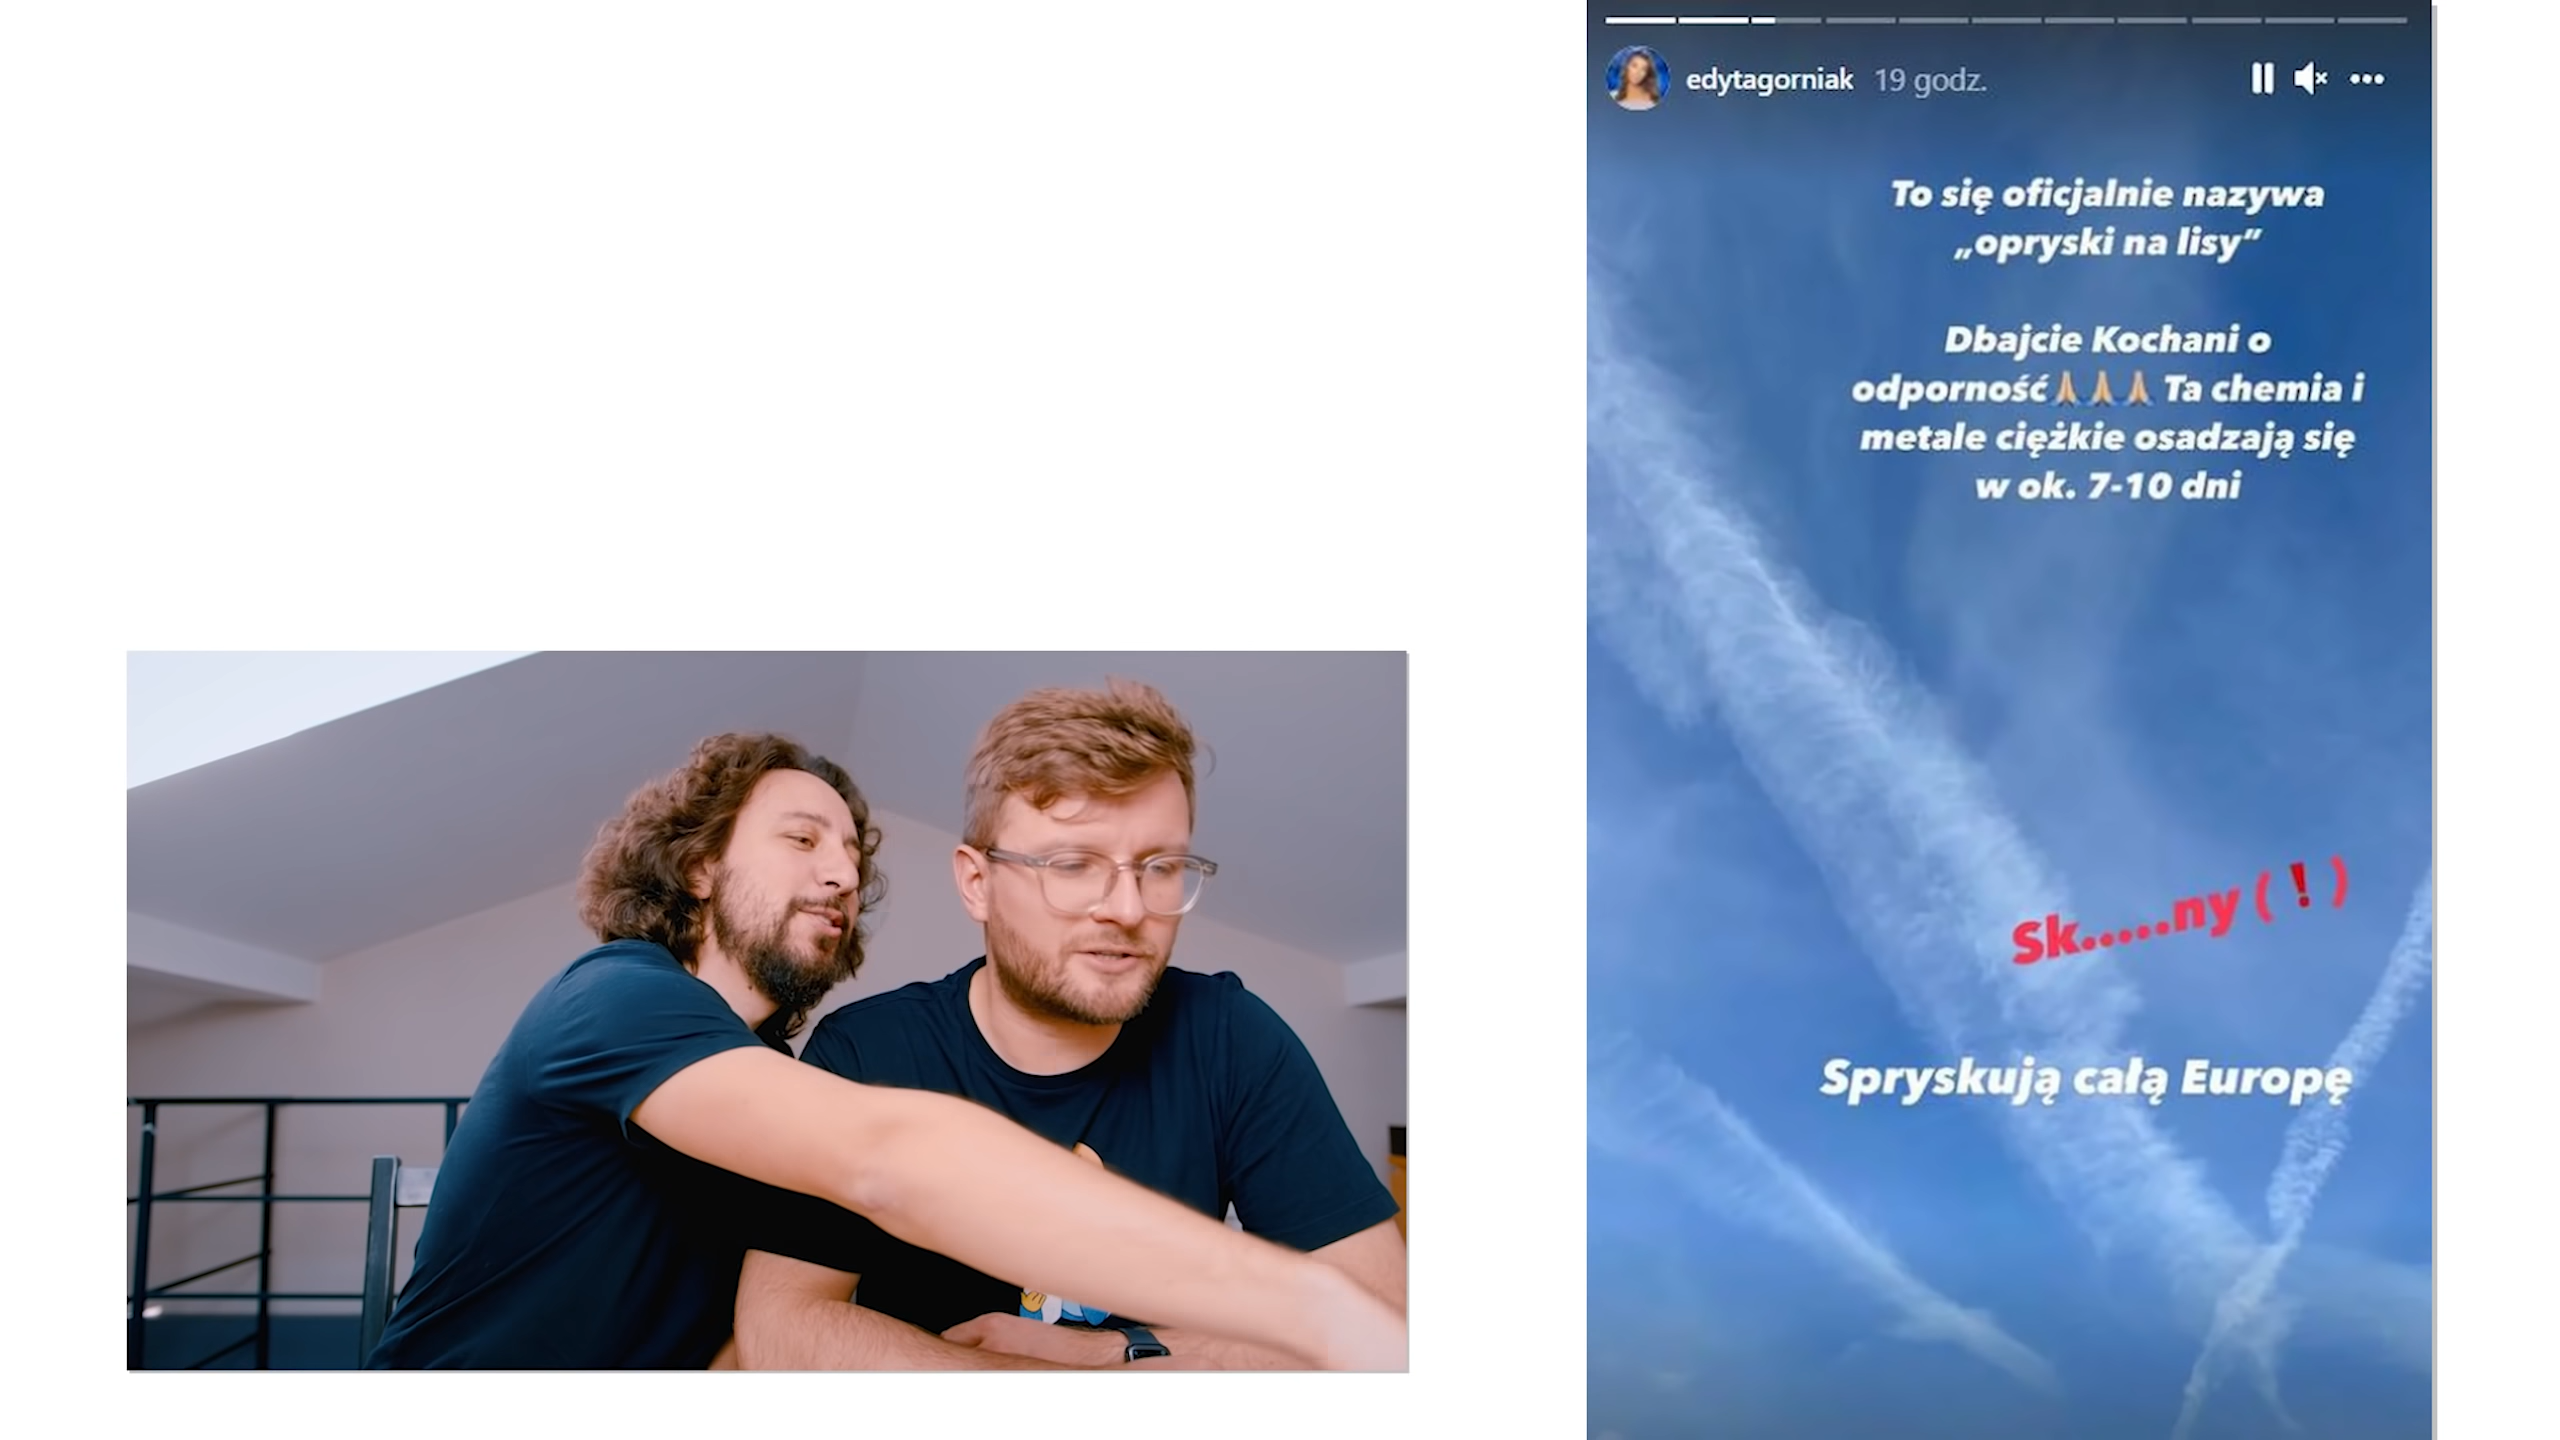 edytagorniak 19 godz.
To się oficjalnie nazywa
„opryski na lisy”
Dbajcie Kochani o
odporność🙏🏼🙏🏼🙏🏼 Ta chemia i
metale ciężkie osadzają się
w ok. 7-10 dni
Sk.....ny (❗)
Spryskują całą Europę